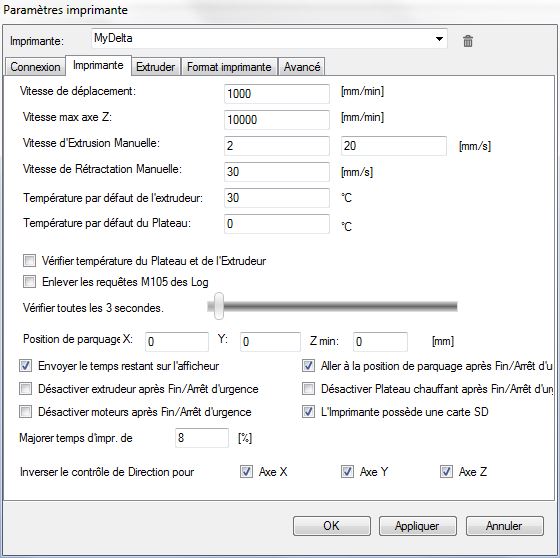 Paramètres imprimante
Imprimante: MyDelta
Connexion Imprimante Extruder Format imprimante Avancé
Vitesse de déplacement: 1000 [mm/min]
Vitesse max axe Z: 10000 [mm/min]
Vitesse d'Extrusion Manuelle: 2 20 [mm/s]
Vitesse de Rétractation Manuelle: 30 [mm/s]
Température par défaut de l'extrudeur: 30 °C
Température par défaut du Plateau: 0 °C
Vérifier température du Plateau et de l'Extrudeur
Enlever les requêtes M105 des Log
Vérifier toutes les 3 secondes.
Position de parquage X: 0 Y: 0 Z min: 0 [mm]
Envoyer le temps restant sur l'afficheur Aller à la position de parquage après Fin/Arrêt d'u
Désactiver extrudeur après Fin/Arrêt d'urgence Désactiver Plateau chauffant après Fin/Arrêt d'ur
Désactiver moteurs après Fin/Arrêt d'urgence L'Imprimante possède une carte SD
Majorer temps d'impr. de 8 [%]
Inverser le contrôle de Direction pour Axe X Axe Y Axe Z
OK Appliquer Annuler